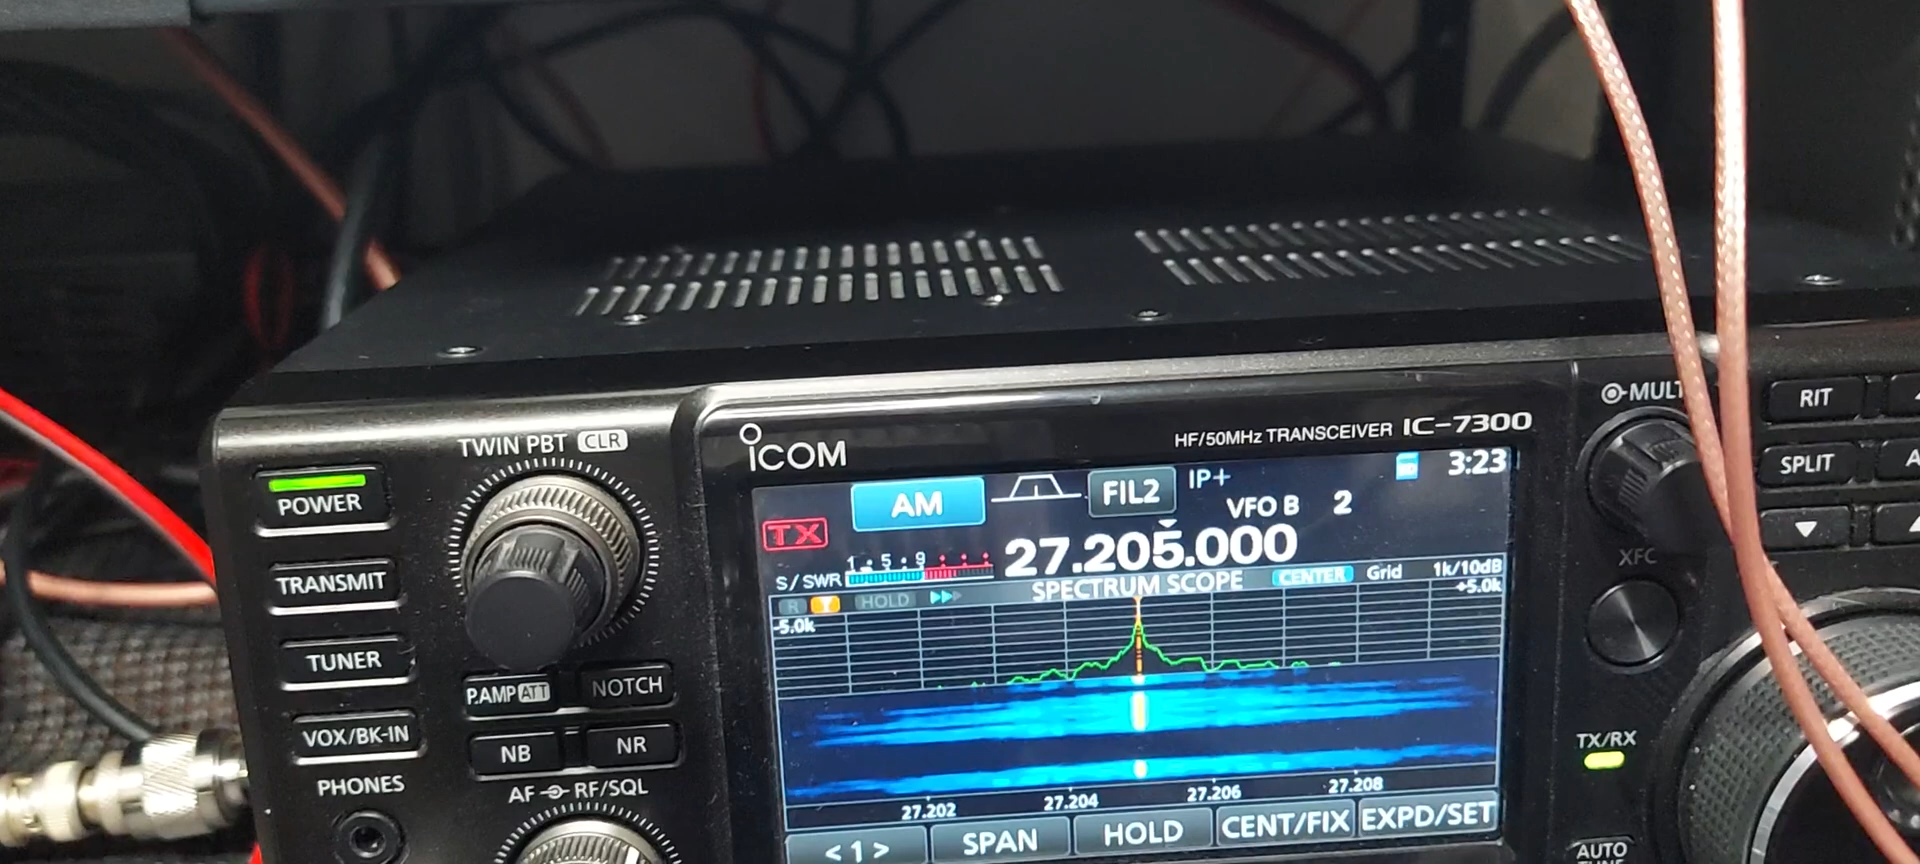 TWIN PBT CLR
POWER
TRANSMIT
TUNER
VOX/BK-IN
PHONES
P.AMP ATT
NOTCH
NB
NR
AF RF/SQL
ICOM
HF/50MHz TRANSCEIVER IC-7300
AM
FIL2
IP+
3:23
TX
VFO B 2
27.205.000
1 5 9
S/SWR
SPECTRUM SCOPE
CENTER
Grid
1k/10dB
R T HOLD
-5.0k
+5.0k
27.202 27.204 27.206 27.208
<1> SPAN HOLD CENT/FIX EXPD/SET
RIT
SPLIT
XFC
TX/RX
AUTO